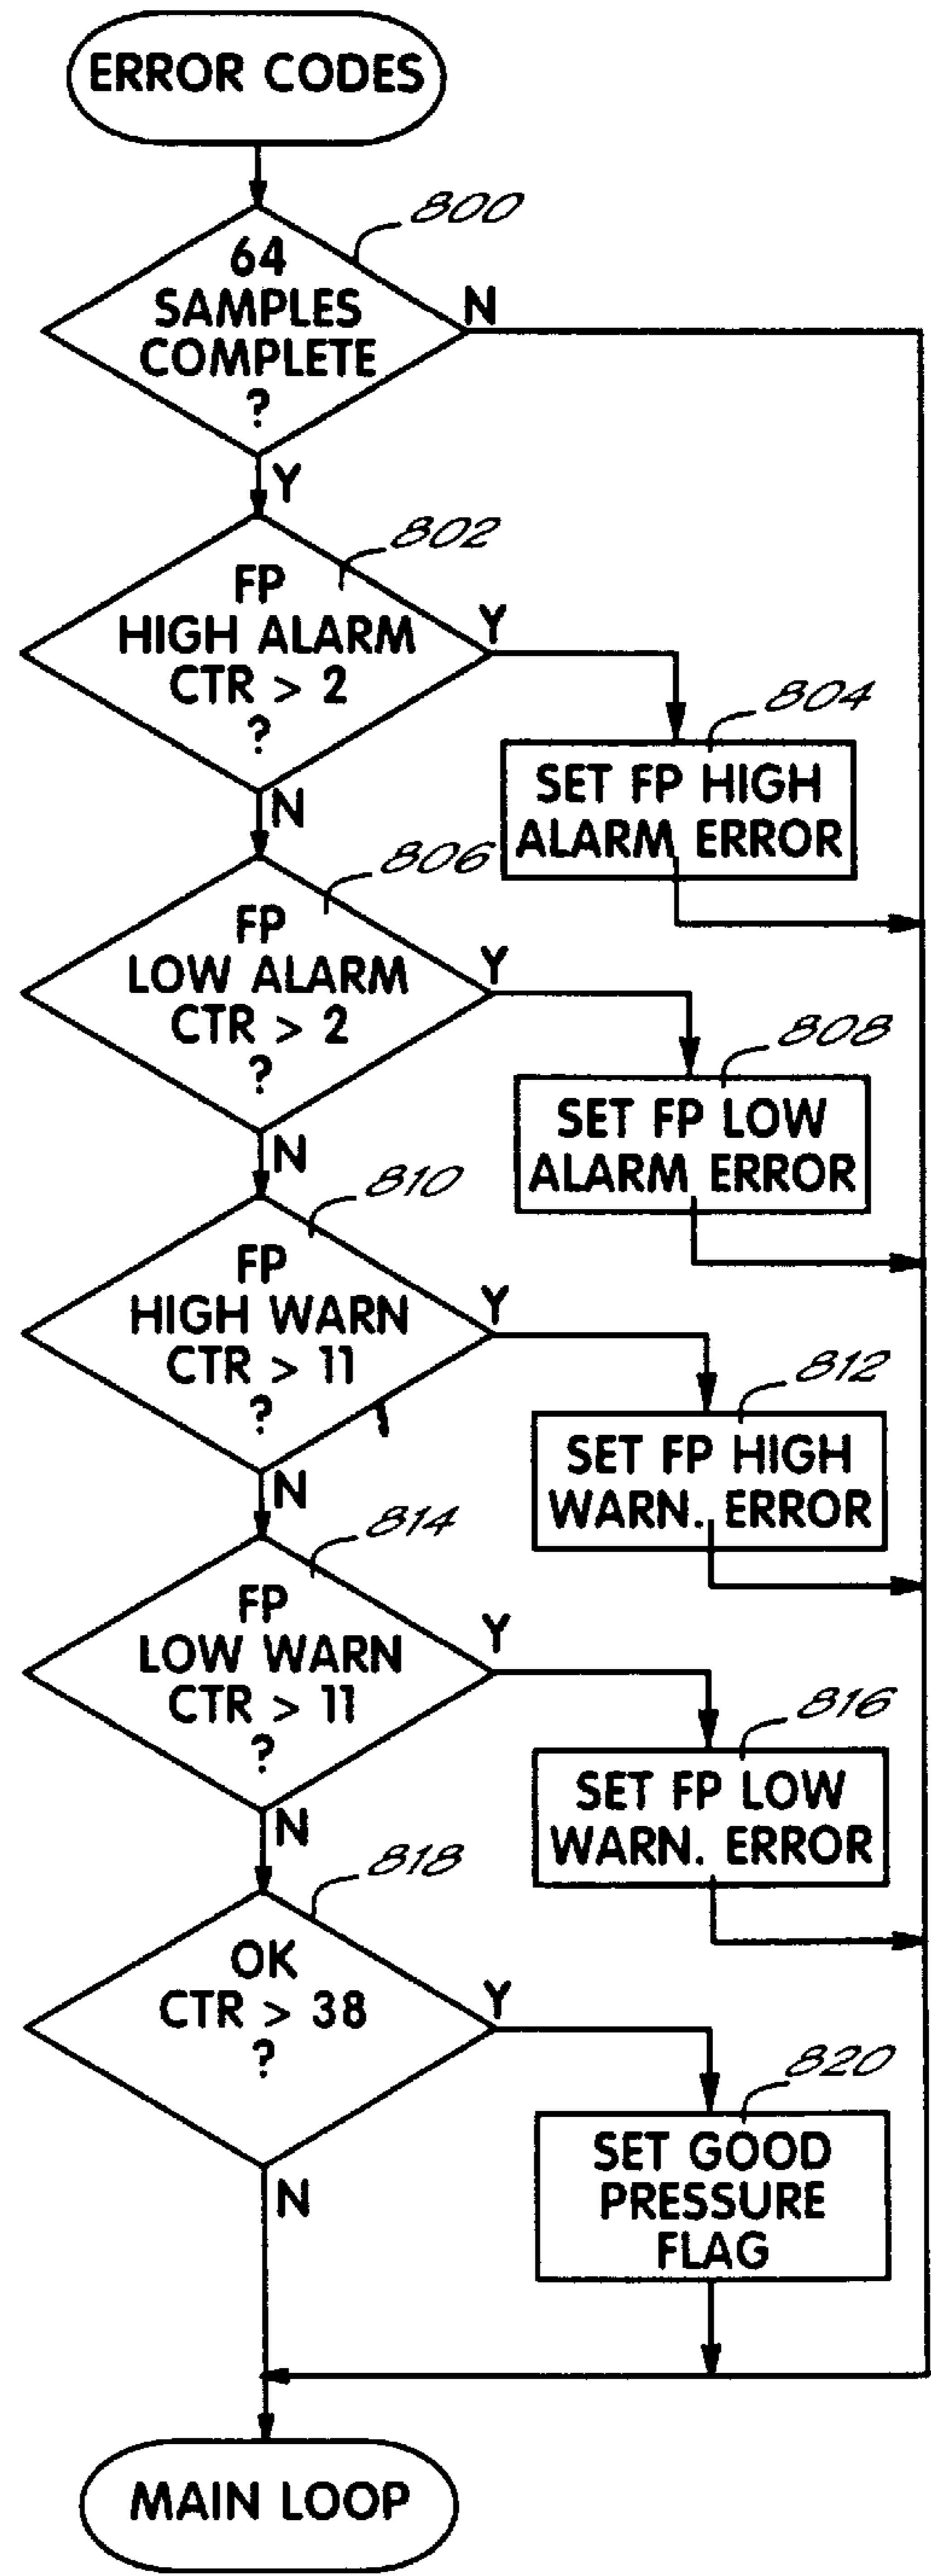 ERROR CODES
800
64
SAMPLES
COMPLETE
?
N
Y
802
FP
HIGH ALARM
CTR > 2
?
Y
N
804
SET FP HIGH
ALARM ERROR
806
FP
LOW ALARM
CTR > 2
?
Y
N
808
SET FP LOW
ALARM ERROR
810
FP
HIGH WARN
CTR > 11
?
Y
N
812
SET FP HIGH
WARN. ERROR
814
FP
LOW WARN
CTR > 11
?
Y
N
816
SET FP LOW
WARN. ERROR
818
OK
CTR > 38
?
Y
N
820
SET GOOD
PRESSURE
FLAG
MAIN LOOP